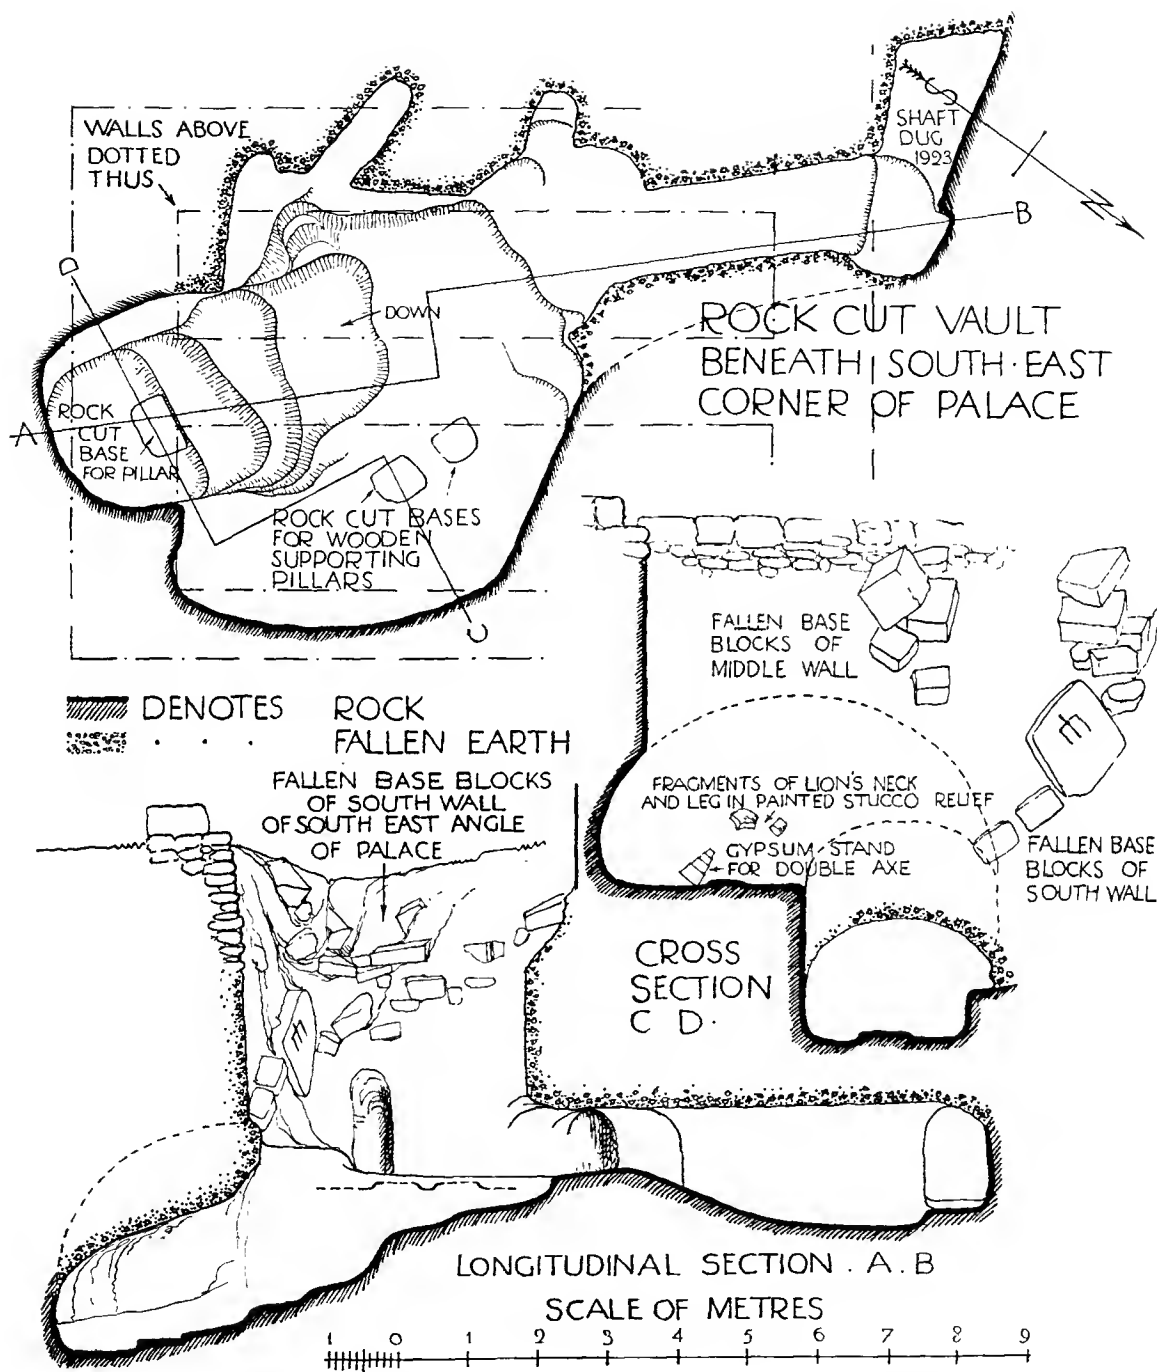 WALLS ABOVE
DOTTED
THUS
SHAFT
DUG
1923
S
N
D
B
DOWN
ROCK CUT VAULT
BENEATH SOUTH·EAST
CORNER OF PALACE
A
ROCK
CUT
BASE
FOR PILLAR
ROCK CUT BASES
FOR WOODEN
SUPPORTING
PILLARS
C
FALLEN BASE
BLOCKS OF
MIDDLE WALL
DENOTES ROCK
· · · FALLEN EARTH
FALLEN BASE BLOCKS
OF SOUTH WALL
OF SOUTH EAST ANGLE
OF PALACE
FRAGMENTS OF LION'S NECK
AND LEG IN PAINTED STUCCO RELIEF
GYPSUM·STAND
FOR DOUBLE AXE
FALLEN BASE
BLOCKS OF
SOUTH WALL
CROSS
SECTION
C D·
LONGITUDINAL SECTION . A . B
SCALE OF METRES
1 0 1 2 3 4 5 6 7 8 9